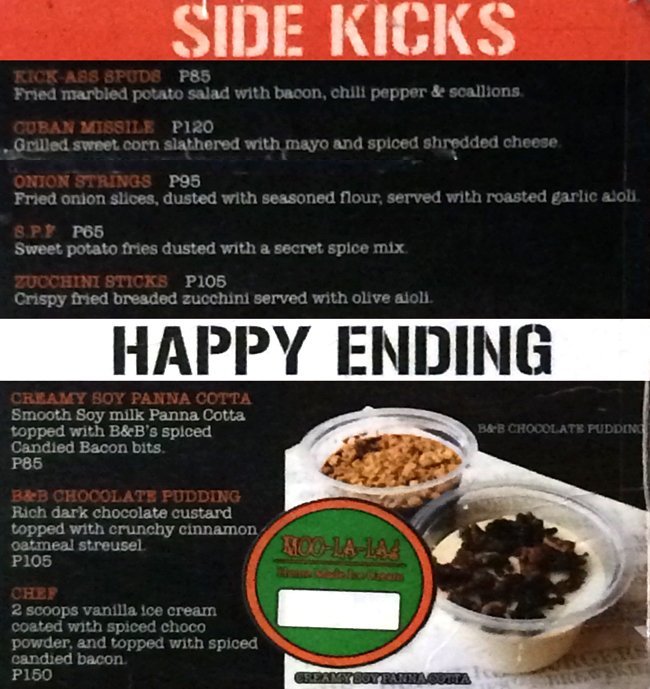 SIDE KICKS
KICK-ASS SPUDS P85
Fried marbled potato salad with bacon, chili pepper & scallions.
CUBAN MISSILE P120
Grilled sweet corn slathered with mayo and spiced shredded cheese.
ONION STRINGS P95
Fried onion slices, dusted with seasoned flour, served with roasted garlic aioli.
S.P.F P65
Sweet potato fries dusted with a secret spice mix.
ZUCCHINI STICKS P105
Crispy fried breaded zucchini served with olive aioli.
HAPPY ENDING
CREAMY SOY PANNA COTTA
Smooth Soy milk Panna Cotta
topped with B&B's spiced
Candied Bacon bits.
P85
B&B CHOCOLATE PUDDING
Rich dark chocolate custard
topped with crunchy cinnamon
oatmeal streusel.
P105
CHEF
2 scoops vanilla ice cream
coated with spiced choco
powder, and topped with spiced
candied bacon.
P150
B&B CHOCOLATE PUDDING
MOO-LA-LA!
CREAMY SOY PANNA COTTA